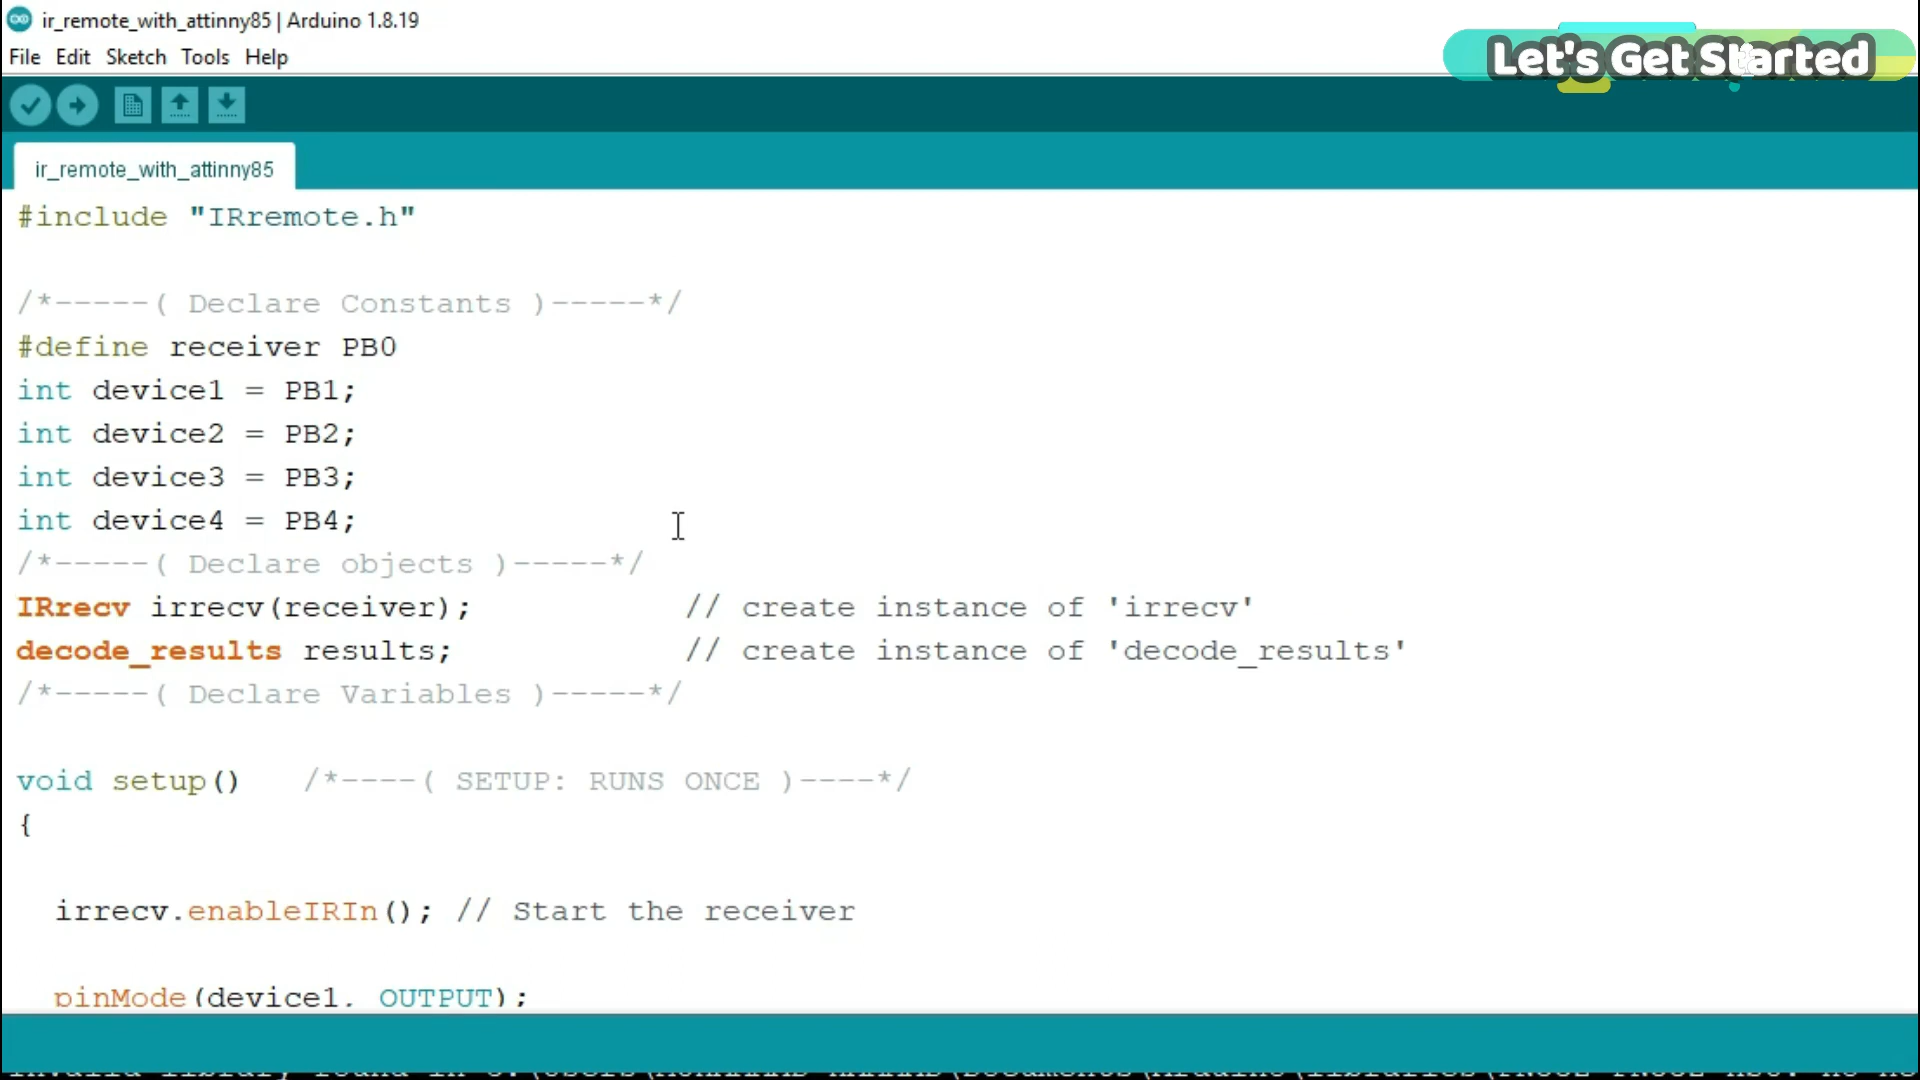 ir_remote_with_attinny85 | Arduino 1.8.19
File Edit Sketch Tools Help
Let's Get Started
ir_remote_with_attinny85
#include "IRremote.h"
/*-----( Declare Constants )-----*/
#define receiver PB0
int device1 = PB1;
int device2 = PB2;
int device3 = PB3;
int device4 = PB4;
/*-----( Declare objects )-----*/
IRrecv irrecv(receiver); // create instance of 'irrecv'
decode_results results; // create instance of 'decode_results'
/*-----( Declare Variables )-----*/
void setup() /*----( SETUP: RUNS ONCE )----*/
{
irrecv.enableIRIn(); // Start the receiver
pinMode(device1, OUTPUT);